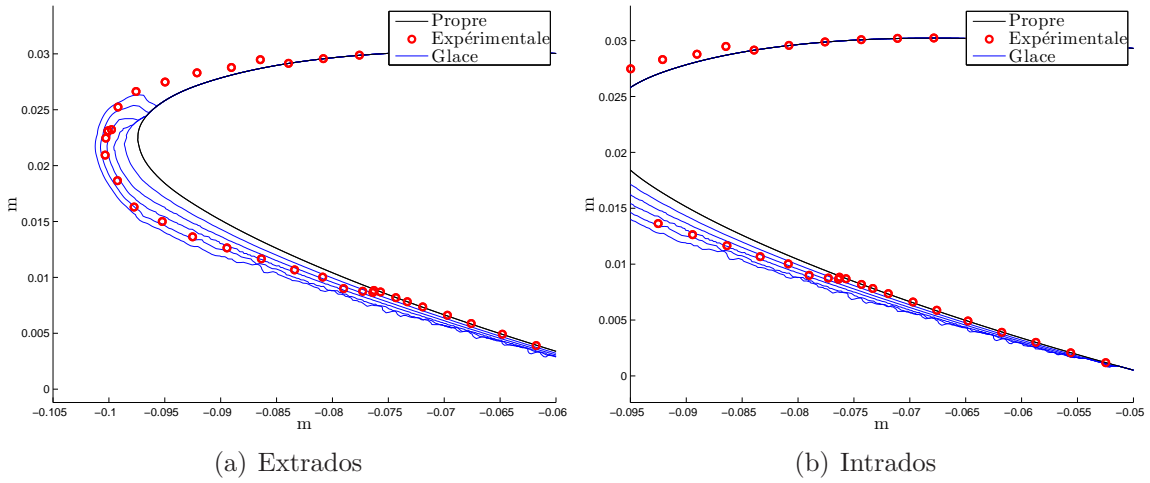 Propre
Expérimentale
Glace
0.03
0.025
0.02
0.015
0.01
0.005
0
m
−0.105 −0.1 −0.095 −0.09 −0.085 −0.08 −0.075 −0.07 −0.065 −0.06
m
(a) Extrados
Propre
Expérimentale
Glace
0.03
0.025
0.02
0.015
0.01
0.005
0
m
−0.095 −0.09 −0.085 −0.08 −0.075 −0.07 −0.065 −0.06 −0.055 −0.05
m
(b) Intrados